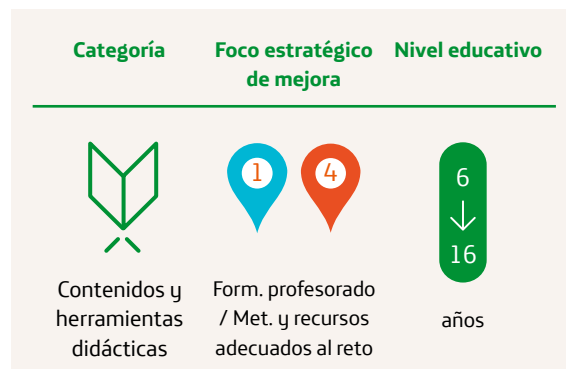 Categoría
Foco estratégico
de mejora
Nivel educativo
1
4
6
16
Contenidos y
herramientas
didácticas
Form. profesorado
/ Met. y recursos
adecuados al reto
años